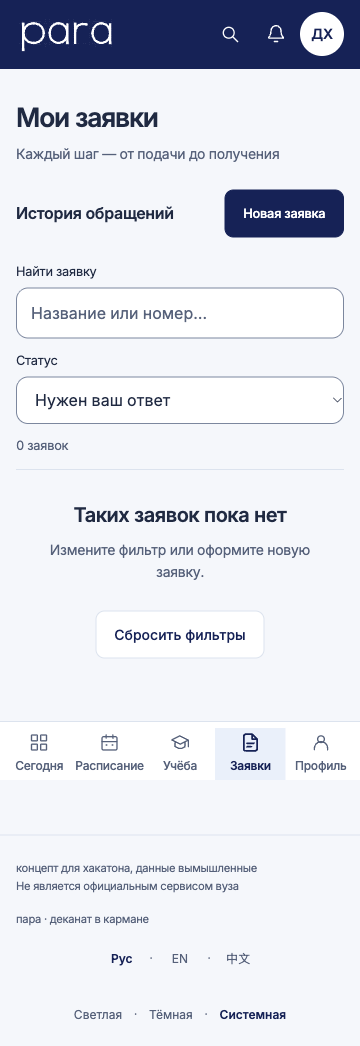 para
ДХ
Мои заявки
Каждый шаг — от подачи до получения
История обращений
Новая заявка
Найти заявку
Название или номер...
Статус
Нужен ваш ответ
0 заявок
Таких заявок пока нет
Измените фильтр или оформите новую
заявку.
Сбросить фильтры
Сегодня Расписание Учёба Заявки Профиль
концепт для хакатона, данные вымышленные
Не является официальным сервисом вуза
пара · деканат в кармане
Рус · EN · 中文
Светлая · Тёмная · Системная